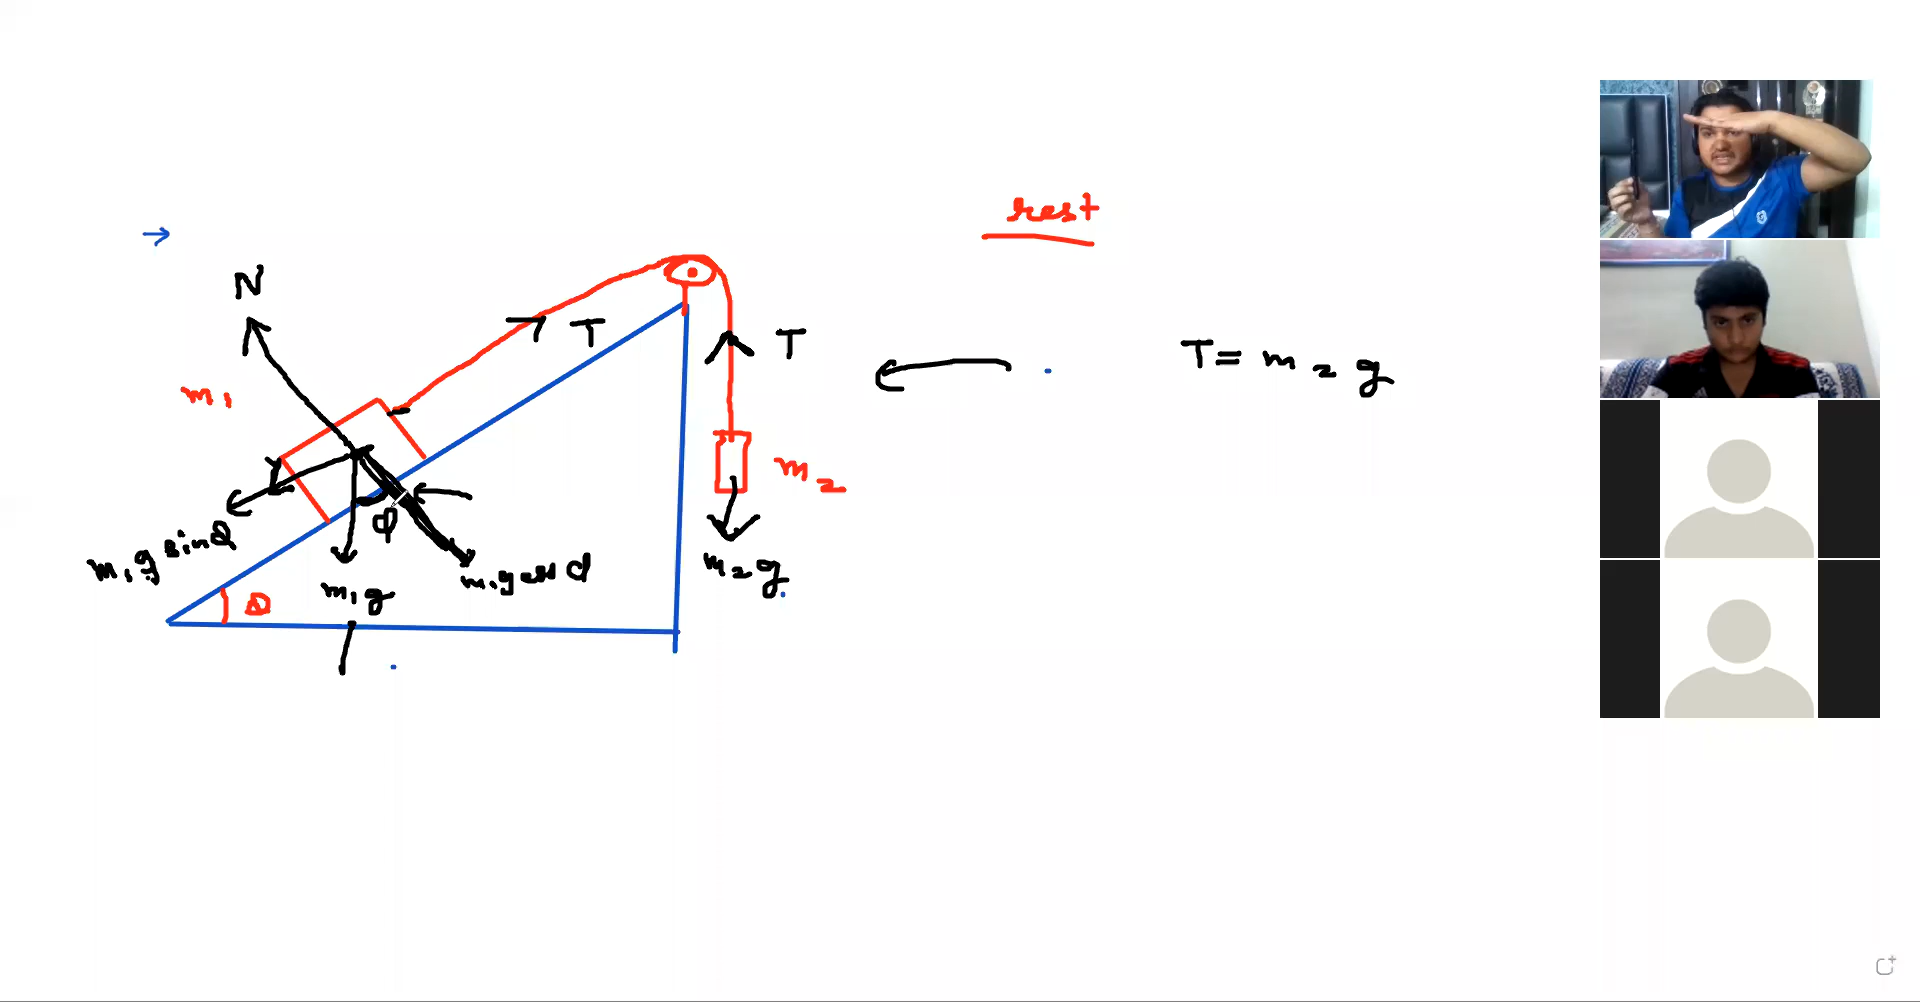 rest
N
T
T
T = m2g
m1
m2
m1g sinθ
m1g cosθ
θ
m1g
m2g
θ